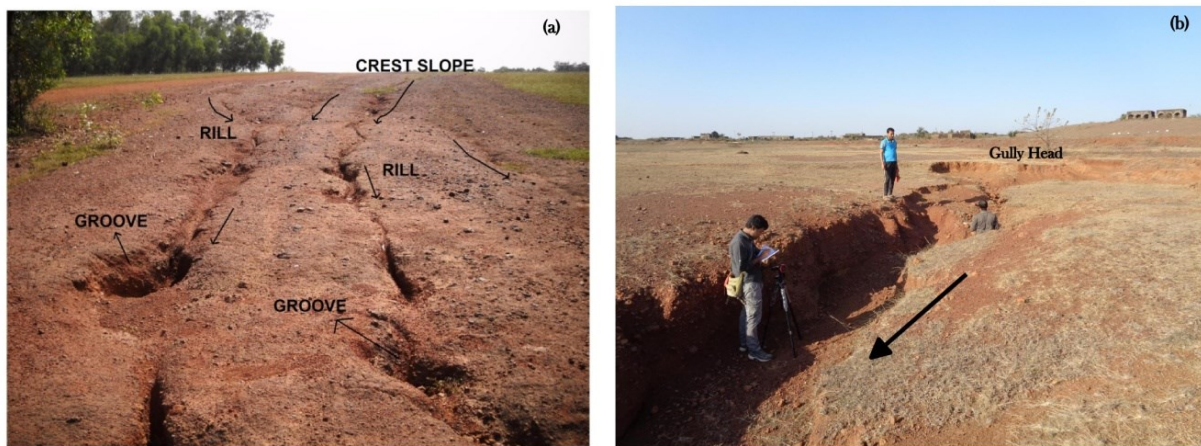 (a)
CREST SLOPE
RILL
RILL
GROOVE
GROOVE
(b)
Gully Head